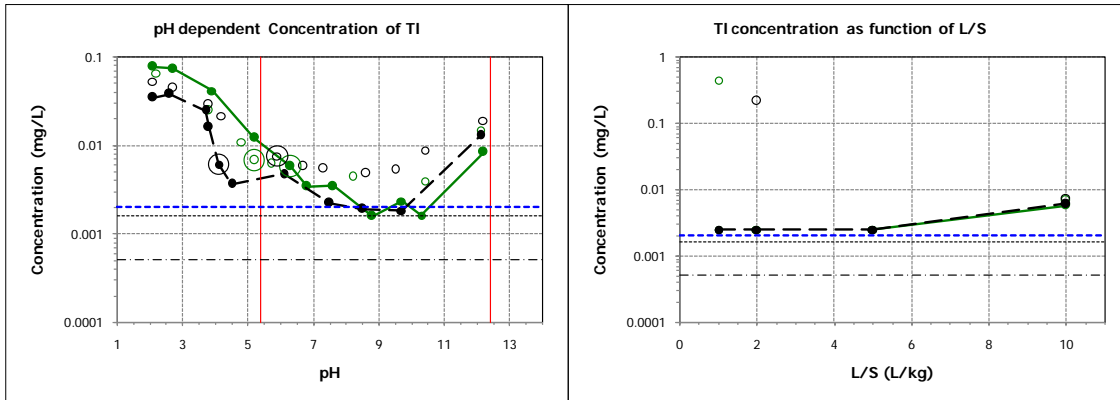 pH dependent Concentration of Tl
Concentration (mg/L)
0.1
0.01
0.001
0.0001
1 3 5 7 9 11 13
pH
Tl concentration as function of L/S
Concentration (mg/L)
1
0.1
0.01
0.001
0.0001
0 2 4 6 8 10
L/S (L/kg)